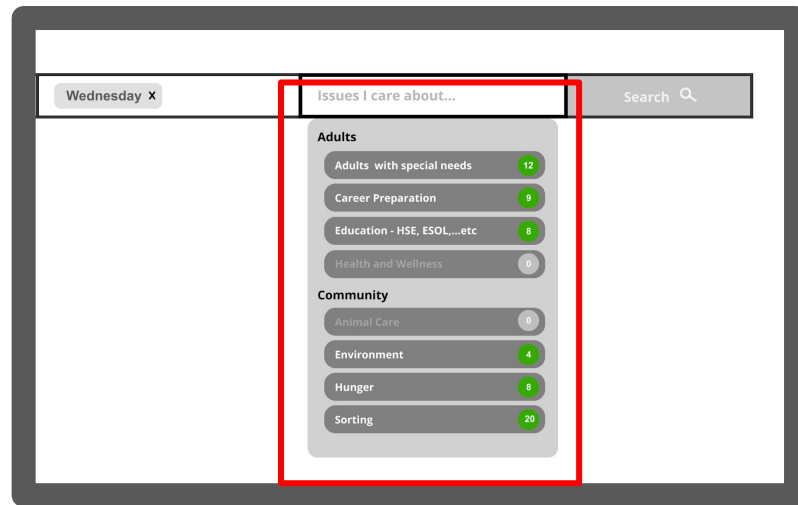 Wednesday x
Issues I care about...
Search
Adults
Adults with special needs 12
Career Preparation 9
Education - HSE, ESOL,...etc 8
Health and Wellness 0
Community
Animal Care 0
Environment 4
Hunger 8
Sorting 20